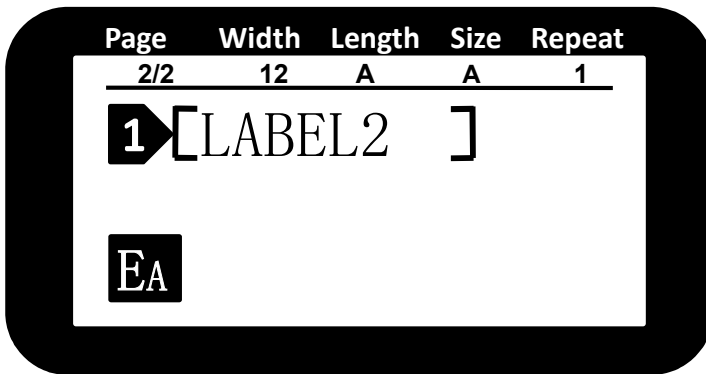 Page Width Length Size Repeat
2/2 12 A A 1
1 [LABEL2 ]
EA